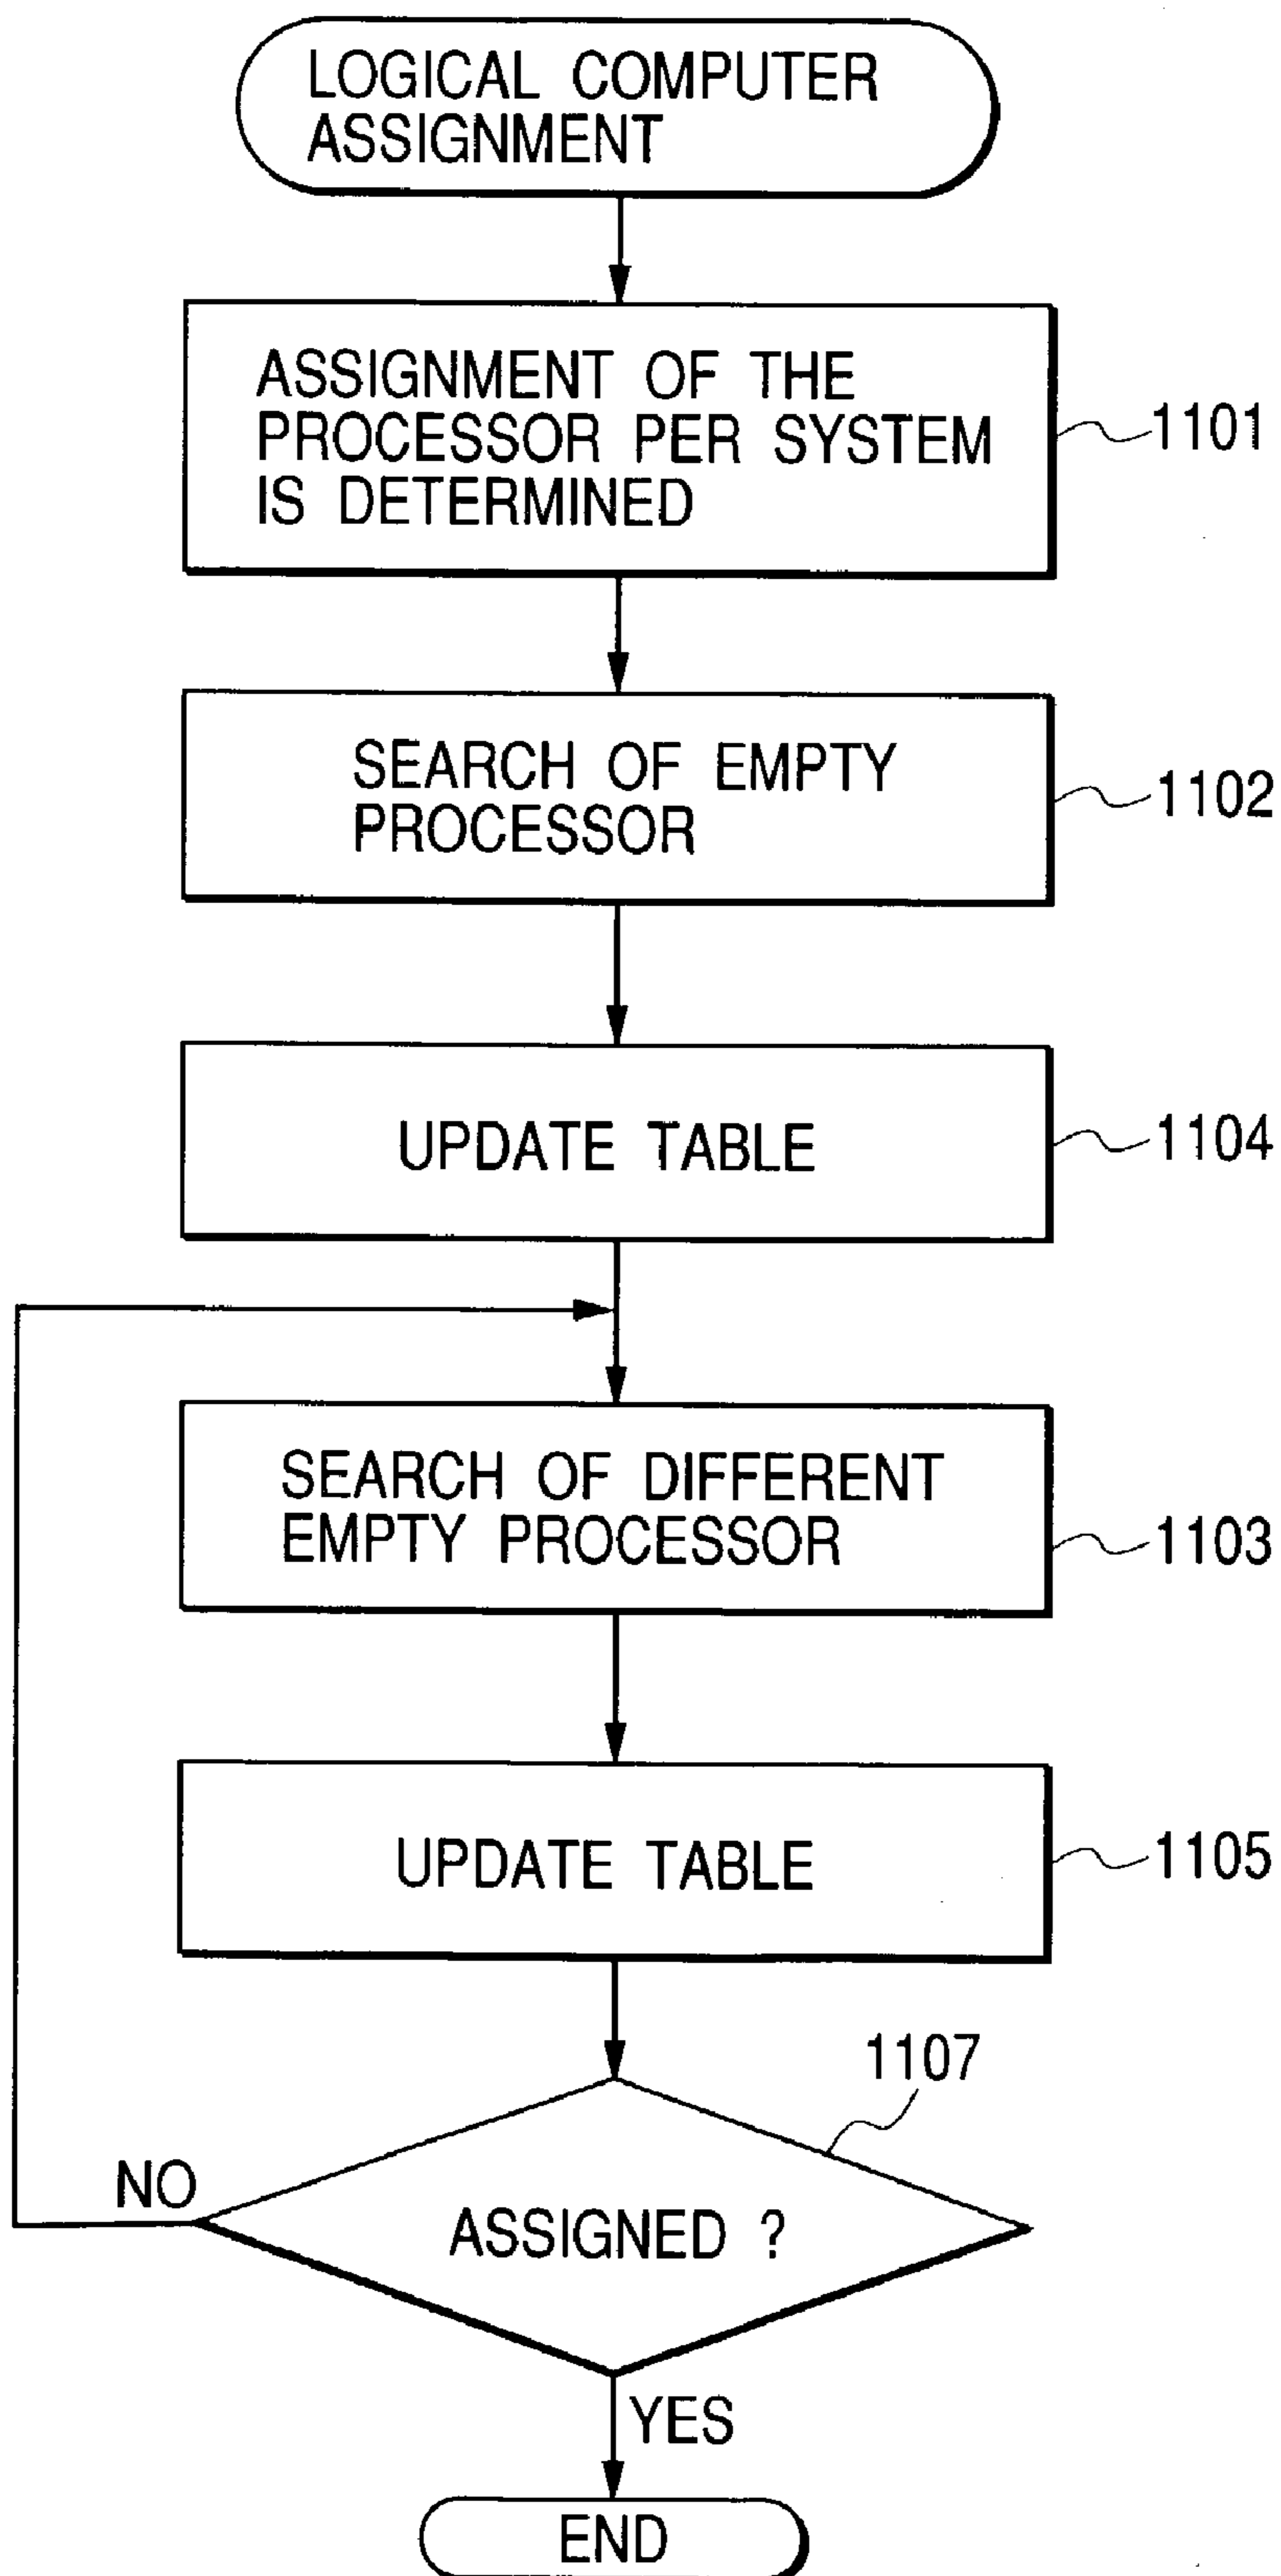 LOGICAL COMPUTER
ASSIGNMENT
ASSIGNMENT OF THE
PROCESSOR PER SYSTEM
IS DETERMINED
1101
SEARCH OF EMPTY
PROCESSOR
1102
UPDATE TABLE
1104
SEARCH OF DIFFERENT
EMPTY PROCESSOR
1103
UPDATE TABLE
1105
1107
NO
ASSIGNED ?
YES
END